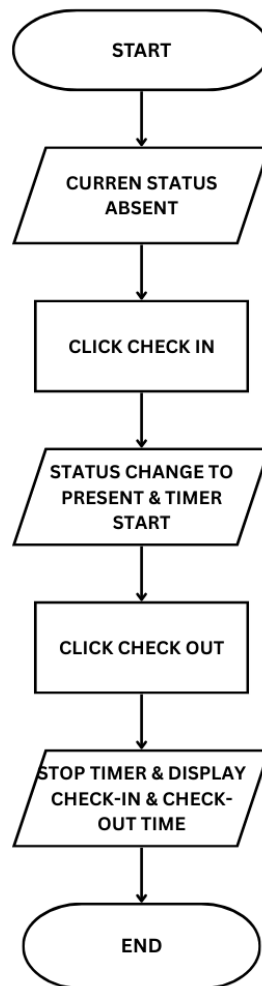 START
CURREN STATUS
ABSENT
CLICK CHECK IN
STATUS CHANGE TO
PRESENT & TIMER
START
CLICK CHECK OUT
STOP TIMER & DISPLAY
CHECK-IN & CHECK-
OUT TIME
END